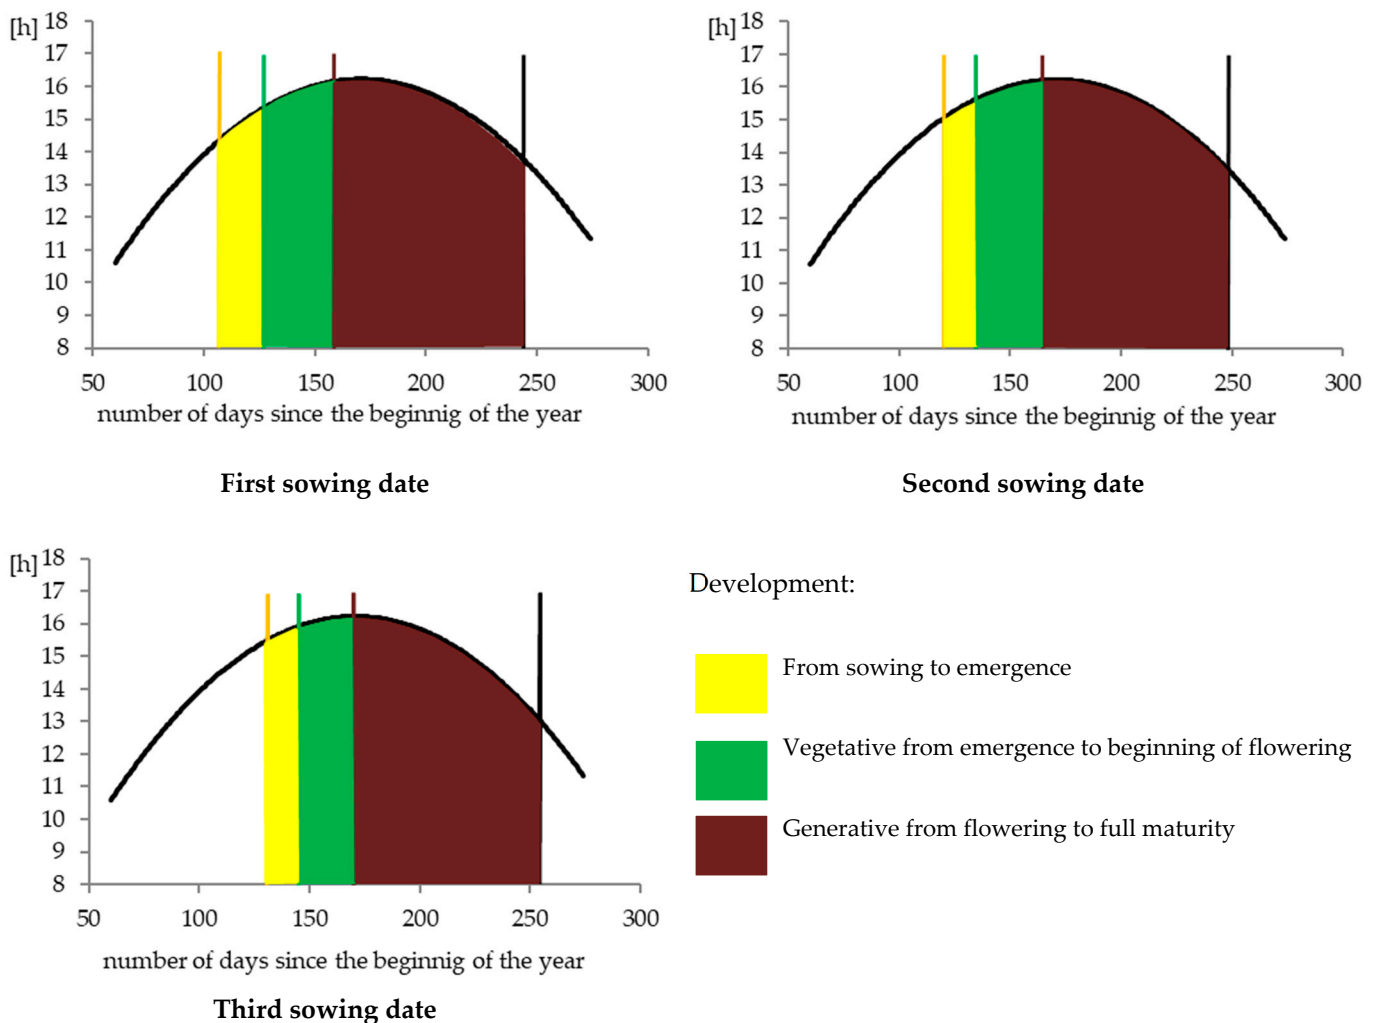 [h] 18
17
16
15
14
13
12
11
10
9
8
50 100 150 200 250 300
number of days since the beginnig of the year
First sowing date
[h] 18
17
16
15
14
13
12
11
10
9
8
50 100 150 200 250 300
number of days since the beginnig of the year
Second sowing date
[h] 18
17
16
15
14
13
12
11
10
9
8
50 100 150 200 250 300
number of days since the beginnig of the year
Third sowing date
Development:
From sowing to emergence
Vegetative from emergence to beginning of flowering
Generative from flowering to full maturity